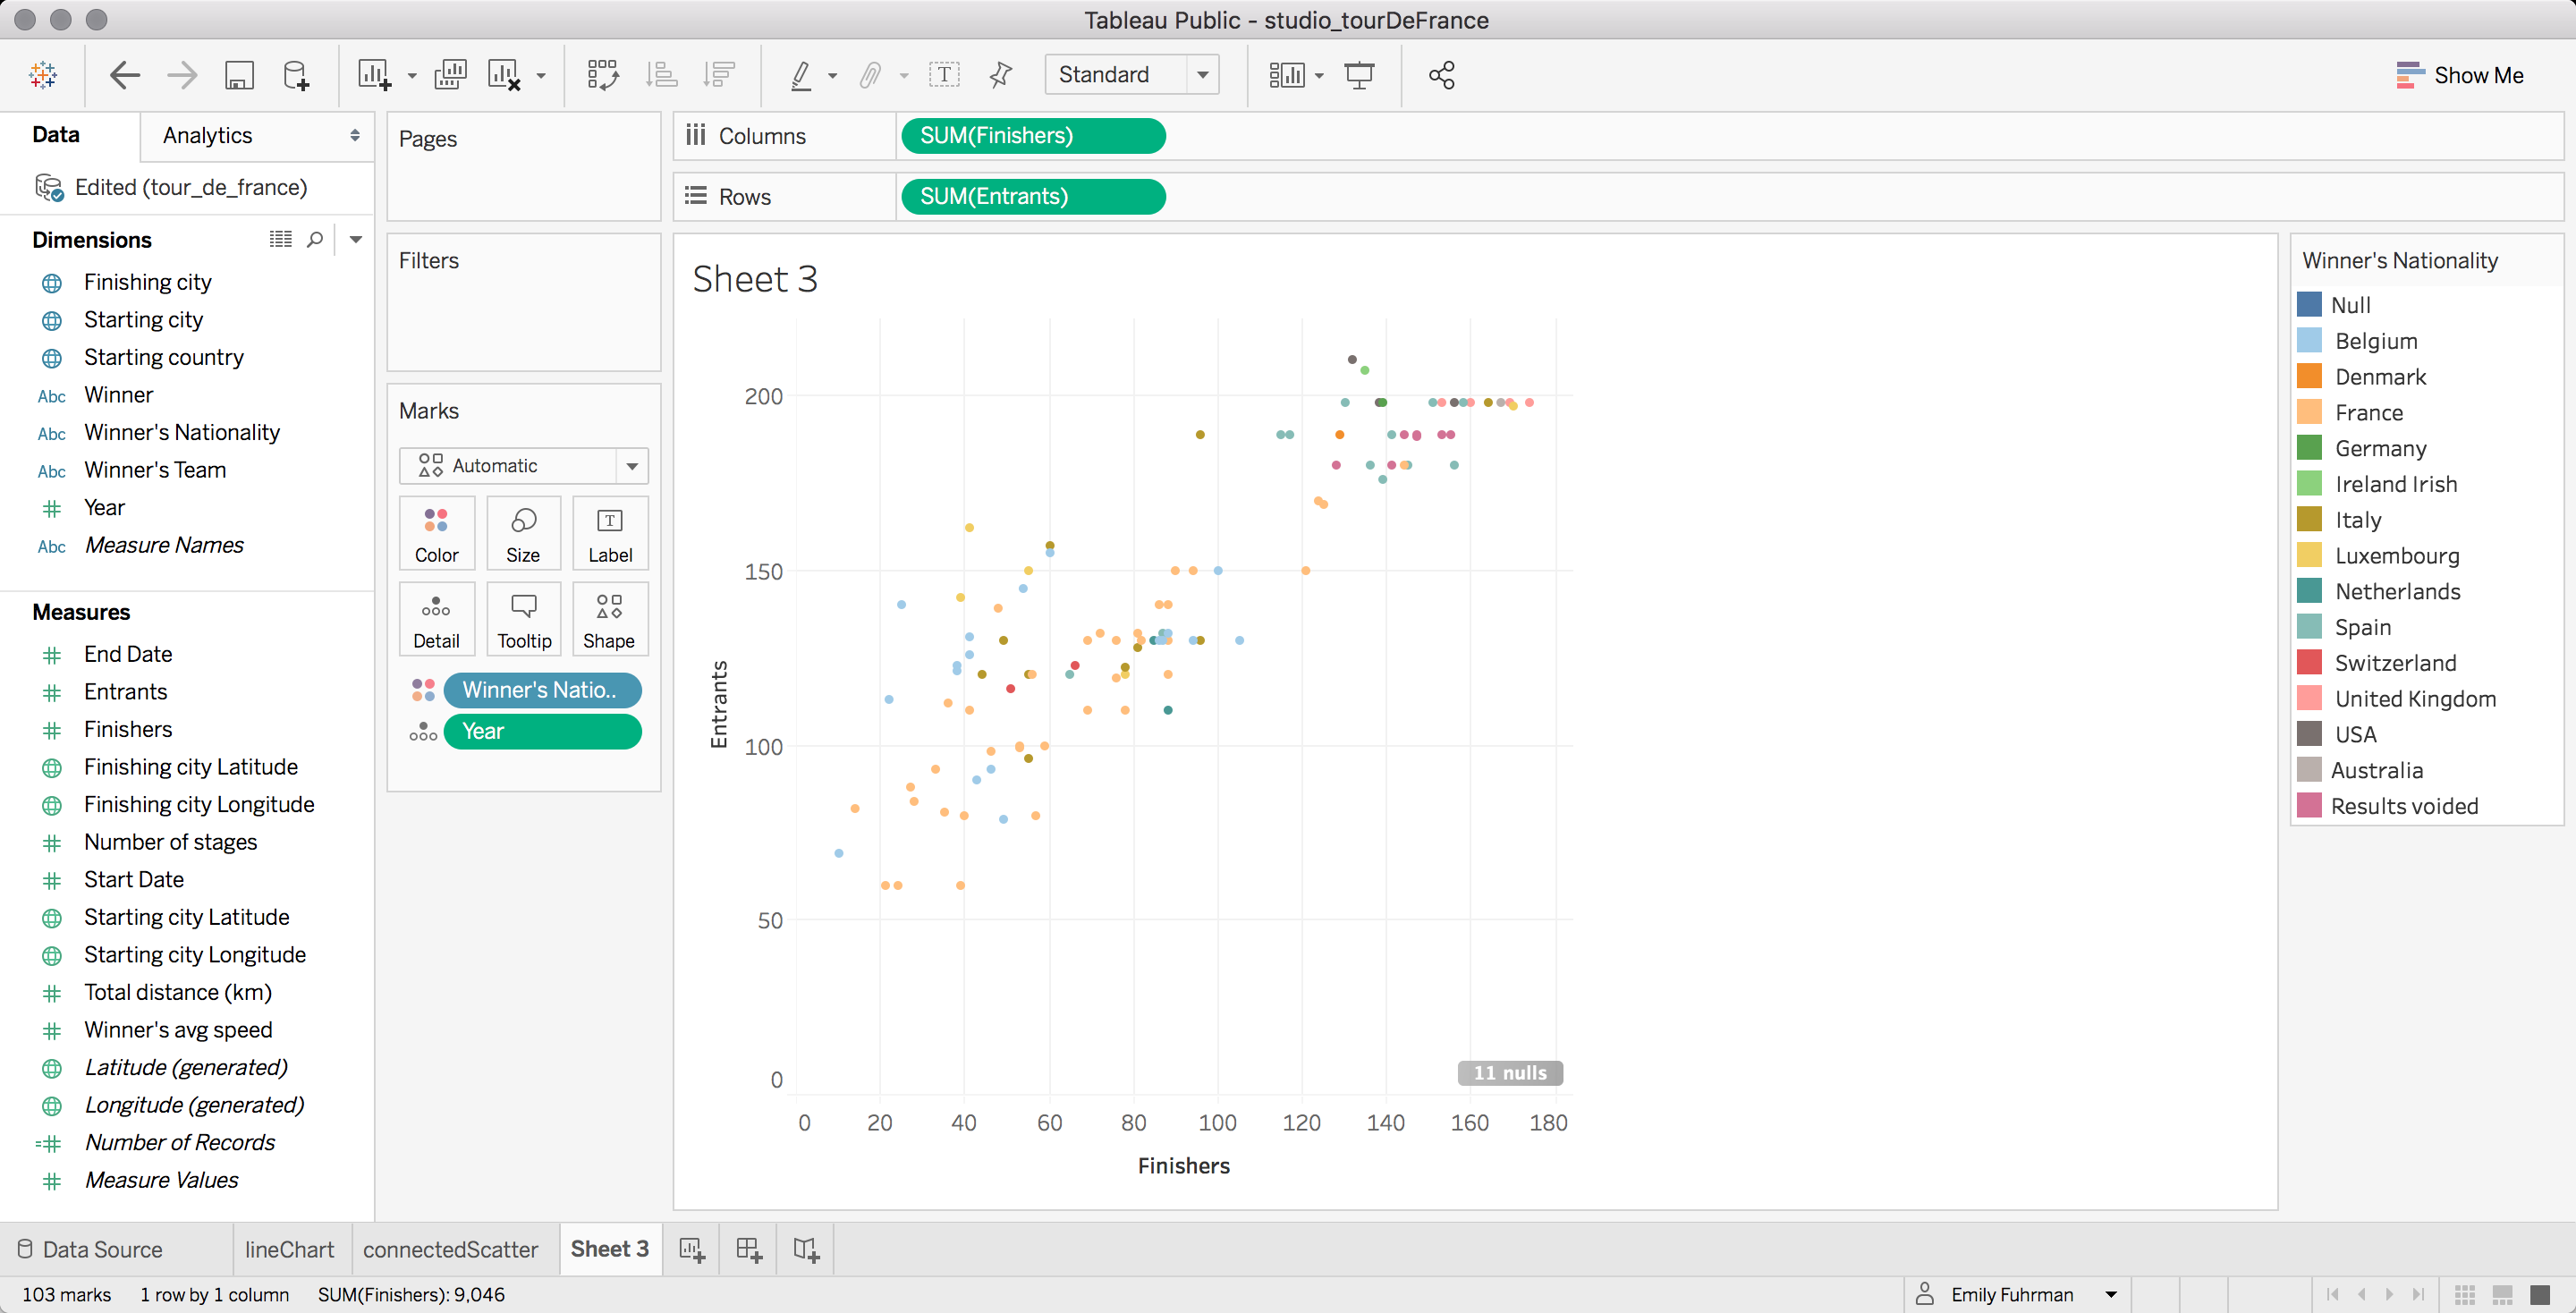 Tableau Public - studio_tourDeFrance
Standard
Show Me
Data
Analytics
Edited (tour_de_france)
Dimensions
Finishing city
Starting city
Starting country
Abc Winner
Abc Winner's Nationality
Abc Winner's Team
Year
Abc Measure Names
Measures
End Date
Entrants
Finishers
Finishing city Latitude
Finishing city Longitude
Number of stages
Start Date
Starting city Latitude
Starting city Longitude
Total distance (km)
Winner's avg speed
Latitude (generated)
Longitude (generated)
Number of Records
Measure Values
Pages
Filters
Marks
Automatic
Color Size Label
Detail Tooltip Shape
Winner's Natio..
Year
Columns SUM(Finishers)
Rows SUM(Entrants)
Sheet 3
200
150
100
50
0
Entrants
0 20 40 60 80 100 120 140 160 180
Finishers
11 nulls
Winner's Nationality
Null
Belgium
Denmark
France
Germany
Ireland Irish
Italy
Luxembourg
Netherlands
Spain
Switzerland
United Kingdom
USA
Australia
Results voided
Data Source lineChart connectedScatter Sheet 3
103 marks 1 row by 1 column SUM(Finishers): 9,046
Emily Fuhrman